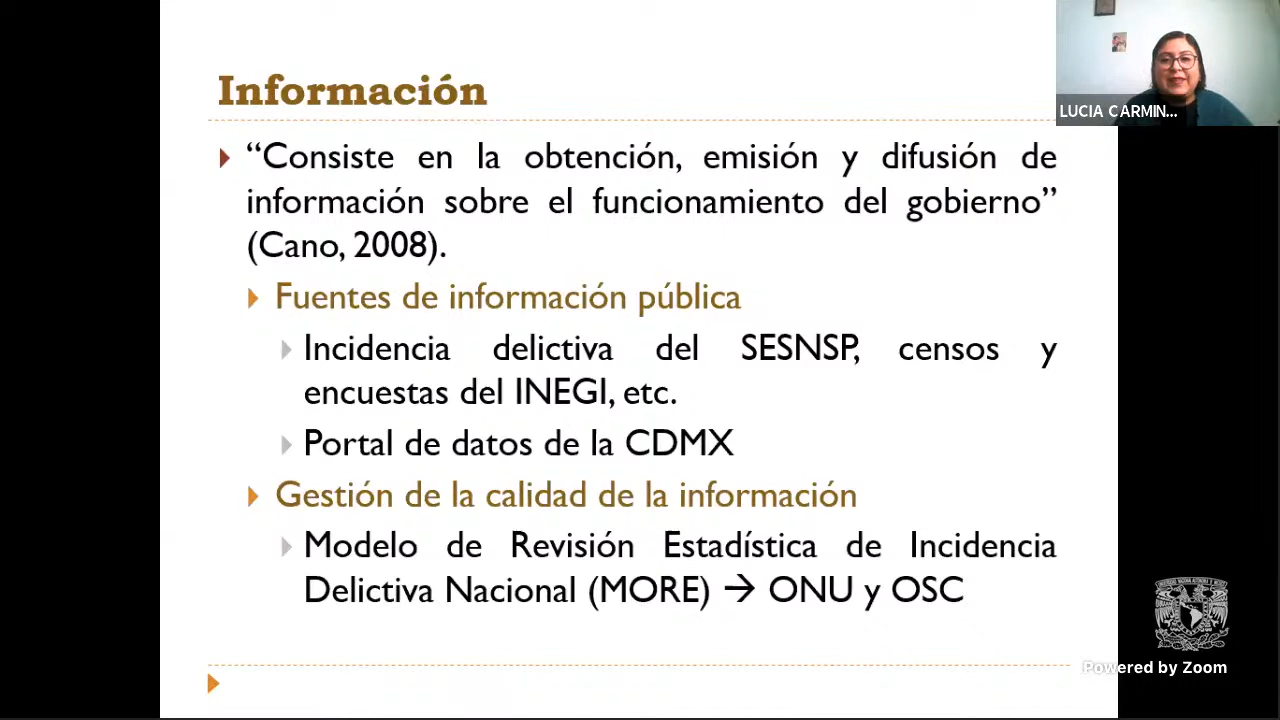 Información
“Consiste en la obtención, emisión y difusión de
información sobre el funcionamiento del gobierno”
(Cano, 2008).
Fuentes de información pública
Incidencia delictiva del SESNSP, censos y
encuestas del INEGI, etc.
Portal de datos de la CDMX
Gestión de la calidad de la información
Modelo de Revisión Estadística de Incidencia
Delictiva Nacional (MORE) → ONU y OSC
LUCIA CARMIN...
Powered by Zoom